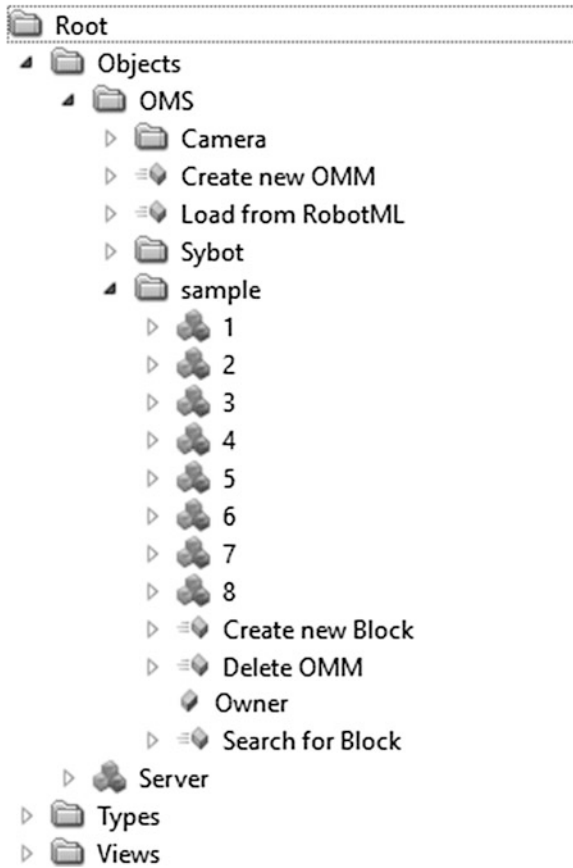 Root
Objects
OMS
Camera
Create new OMM
Load from RobotML
Sybot
sample
1
2
3
4
5
6
7
8
Create new Block
Delete OMM
Owner
Search for Block
Server
Types
Views